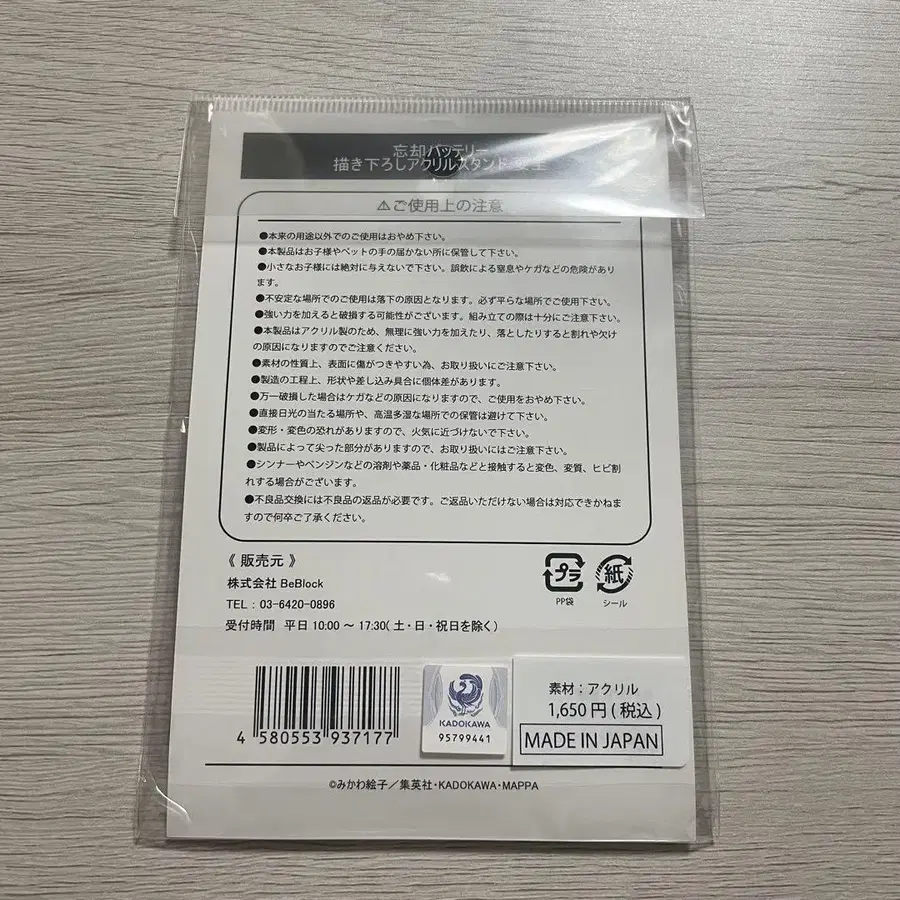 忘却バッテリー
描き下ろしアクリルスタンド 要圭
⚠ご使用上の注意
●本来の用途以外でのご使用はおやめ下さい。
●本製品はお子様やペットの手の届かない所に保管して下さい。
●小さなお子様には絶対に与えないで下さい。誤飲による窒息やケガなどの危険があり
ます。
●不安定な場所でのご使用は落下の原因となります。必ず平らな場所でご使用下さい。
●強い力を加えると破損する可能性がございます。組み立ての際は十分にご注意下さい。
●本製品はアクリル製のため、無理に強い力を加えたり、落としたりすると割れや欠け
の原因になりますのでご注意ください。
●素材の性質上、表面に傷がつきやすい為、お取り扱いにご注意下さい。
●製造の工程上、形状や差し込み具合に個体差があります。
●万一破損した場合はケガなどの原因になりますので、ご使用をおやめ下さい。
●直接日光の当たる場所や、高温多湿な場所での保管は避けて下さい。
●変形・変色の恐れがありますので、火気に近づけないで下さい。
●製品によって尖った部分がありますので、お取り扱いにはご注意下さい。
●シンナーやベンジンなどの溶剤や薬品・化粧品などと接触すると変色、変質、ヒビ割
れする場合がございます。
●不良品交換には不良品の返品が必要です。ご返品いただけない場合は対応できかねま
すので何卒ご了承ください。
《 販売元 》
株式会社 BeBlock
TEL : 03-6420-0896
受付時間 平日 10:00 ～ 17:30( 土・日・祝日を除く )
プラ
PP袋
紙
シール
4 580553 937177
KADOKAWA
95799441
素材：アクリル
1,650 円 ( 税込 )
MADE IN JAPAN
©みかわ絵子／集英社・KADOKAWA・MAPPA